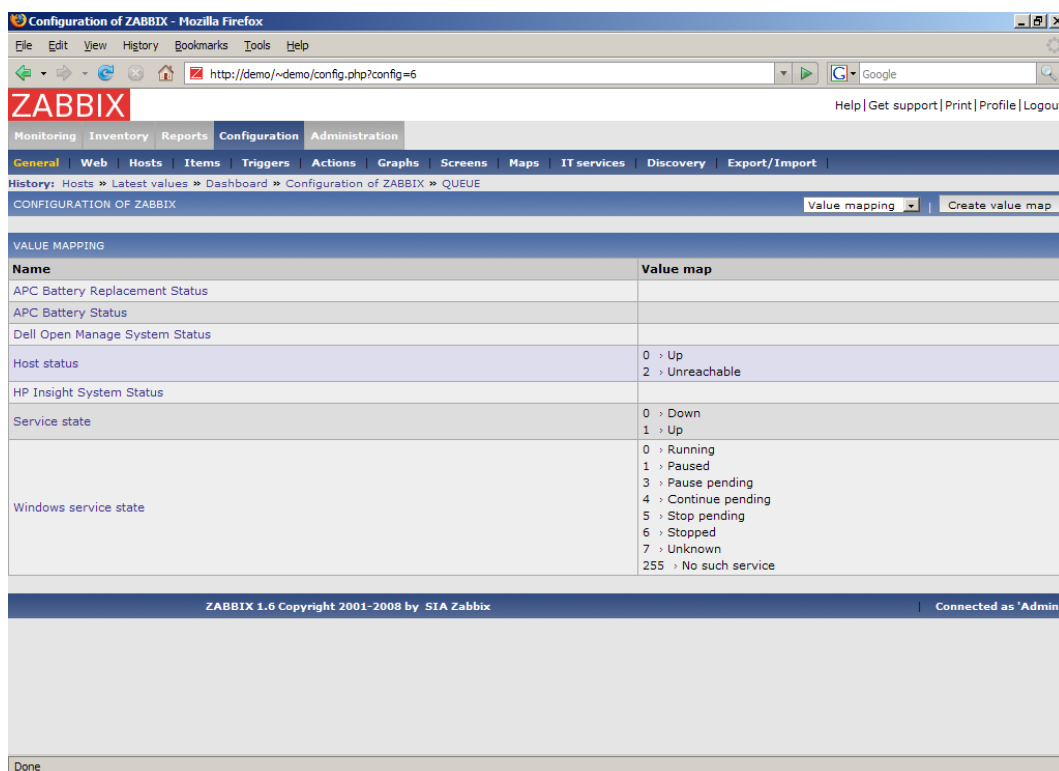 Configuration of ZABBIX - Mozilla Firefox
File Edit View History Bookmarks Tools Help
http://demo/~demo/config.php?config=6
G Google
ZABBIX
Help|Get support|Print|Profile|Logou
Monitoring Inventory Reports Configuration Administration
General | Web | Hosts | Items | Triggers | Actions | Graphs | Screens | Maps | IT services | Discovery | Export/Import |
History: Hosts » Latest values » Dashboard » Configuration of ZABBIX » QUEUE
CONFIGURATION OF ZABBIX Value mapping | Create value map
VALUE MAPPING
Name Value map
APC Battery Replacement Status
APC Battery Status
Dell Open Manage System Status
Host status
0 › Up
2 › Unreachable
HP Insight System Status
Service state
0 › Down
1 › Up
Windows service state
0 › Running
1 › Paused
3 › Pause pending
4 › Continue pending
5 › Stop pending
6 › Stopped
7 › Unknown
255 › No such service
ZABBIX 1.6 Copyright 2001-2008 by SIA Zabbix | Connected as 'Admin
Done